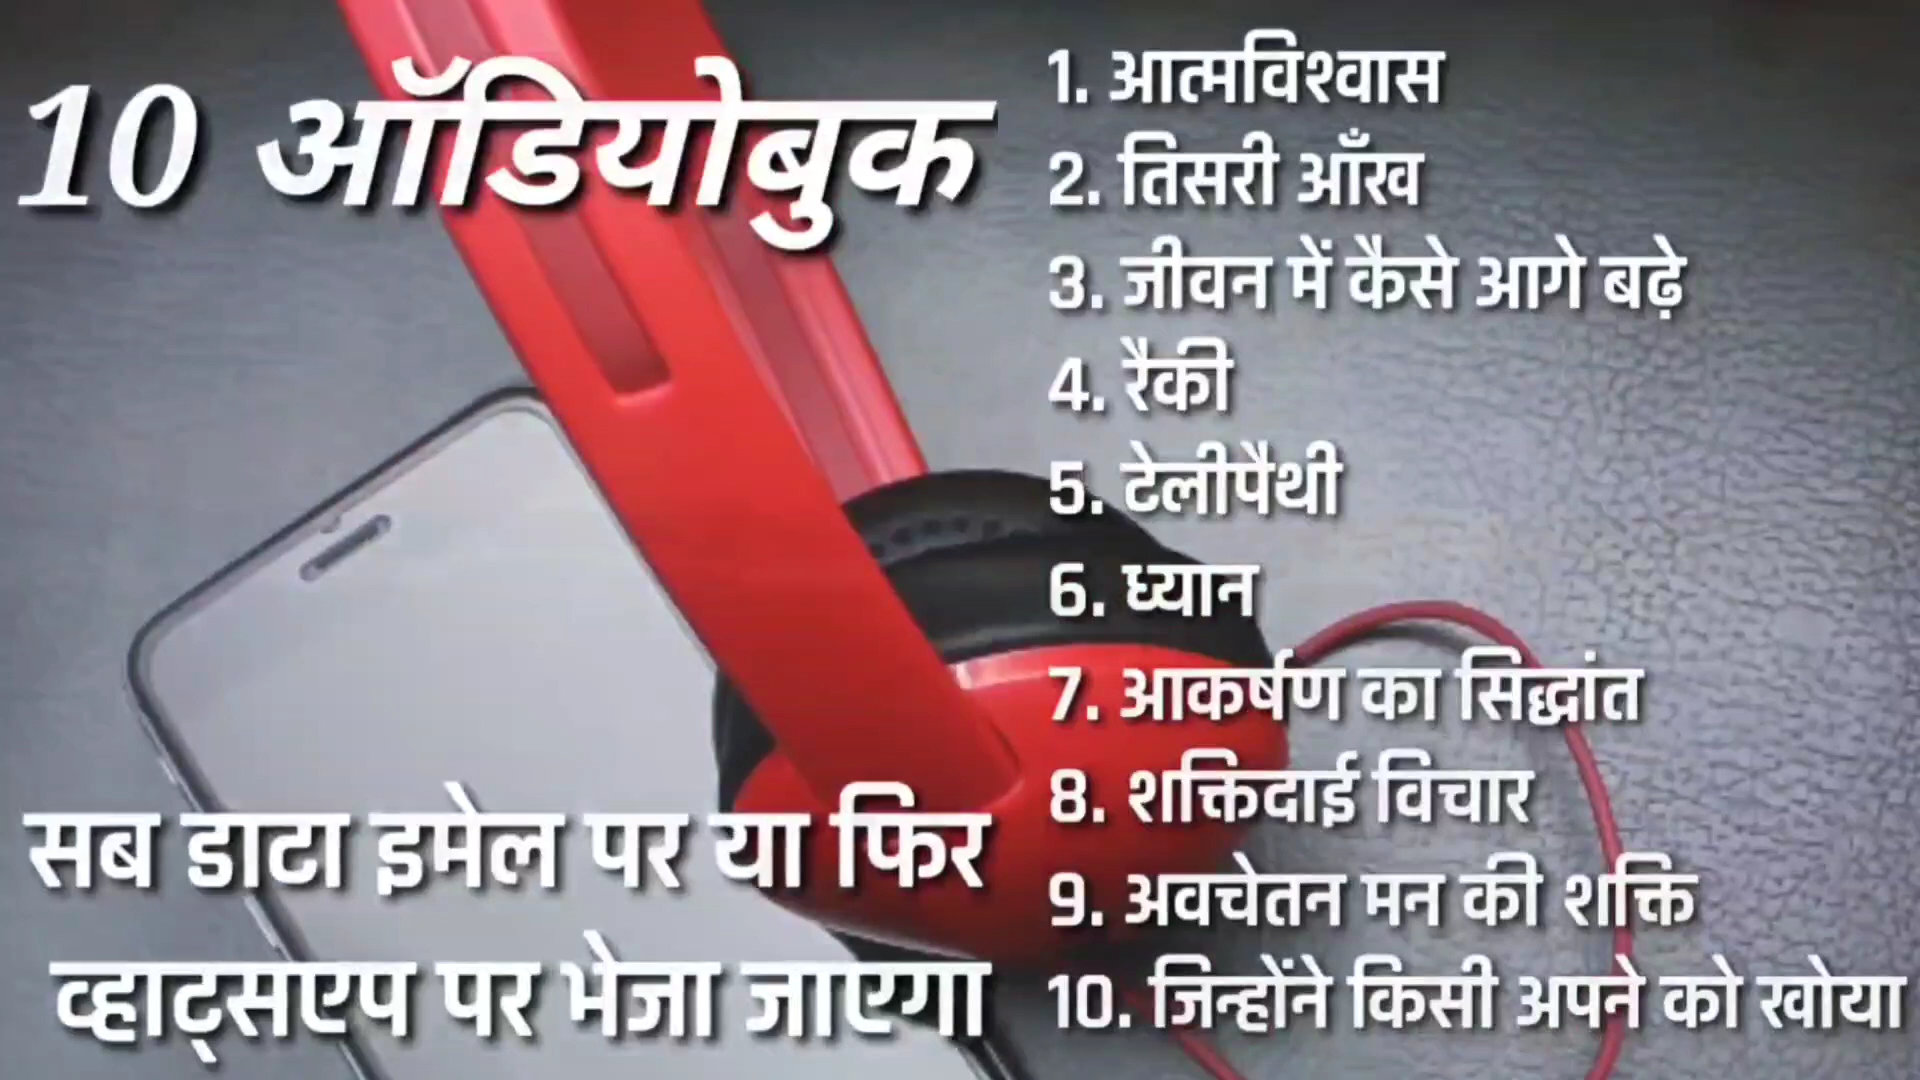 10 ऑडियोबुक
सब डाटा इमेल पर या फिर
व्हाट्सएप पर भेजा जाएगा
1. आत्मविश्वास
2. तिसरी आँख
3. जीवन में कैसे आगे बढ़े
4. रैकी
5. टेलीपैथी
6. ध्यान
7. आकर्षण का सिद्धांत
8. शक्तिदाई विचार
9. अवचेतन मन की शक्ति
10. जिन्होंने किसी अपने को खोया